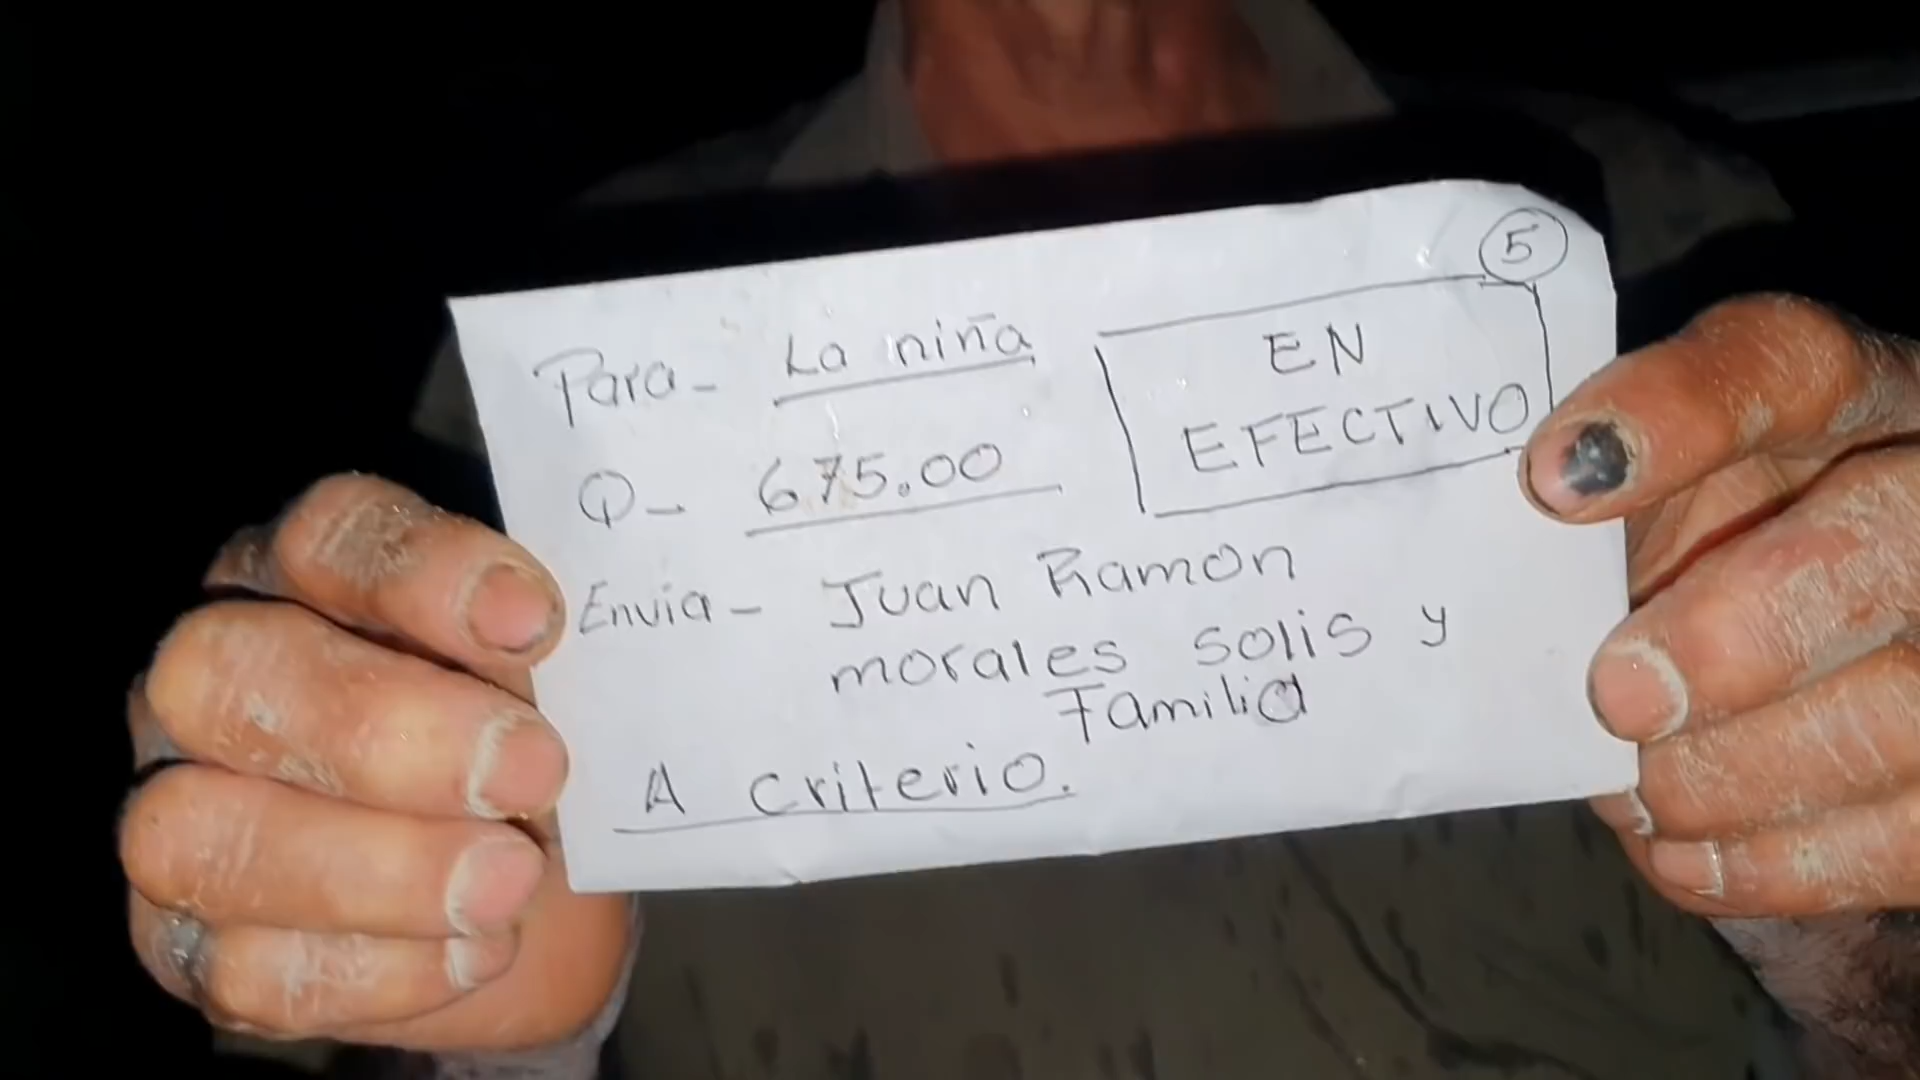 5
Para- La niña
EN
EFECTIVO
Q- 675.00
Envia- Juan Ramon
morales solis y
Familia
A criterio.